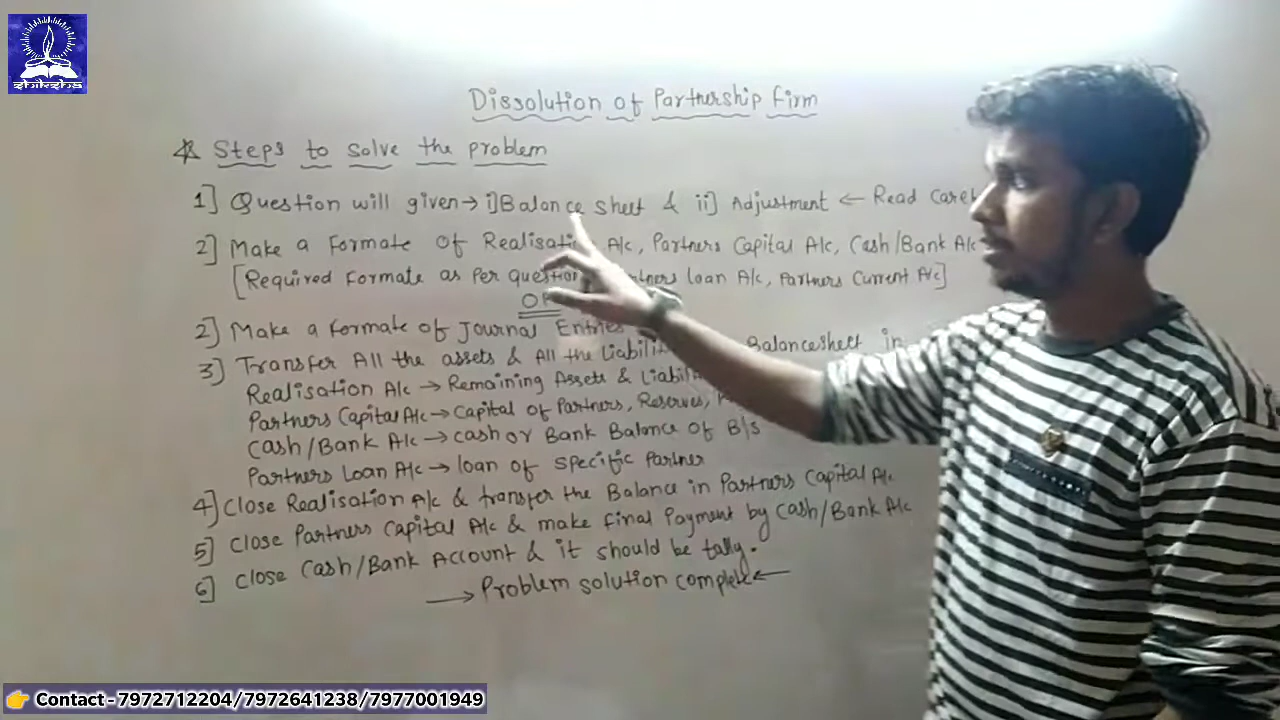 shiksha
Dissolution of Partnership Firm
Steps to solve the problem
1] Question will given → i] Balance sheet & ii] Adjustment ← Read
2] Make a Formate of Realisati A/c, Partners Capital A/c, Cash/Bank A/c
[Required Formate as per question loan A/c, Partners Current A/c]
OR
2] Make a Formate of Journal Entries
3] Transfer All the assets & All the Balancesheet in
Realisation A/c → Remaining Assets &
Partners Capital A/c → Capital of Partners, Reserves,
Cash/Bank A/c → cash or Bank Balance of B/S
Partners Loan A/c → loan of specific Partner
4] Close Realisation A/c & transfer the Balance in Partners Capital A/c
5] Close Partners Capital A/c & make final Payment by Cash/Bank A/c
6] Close Cash/Bank Account & it should be tally.
→ Problem solution complete ←
👉 Contact - 7972712204/7972641238/7977001949